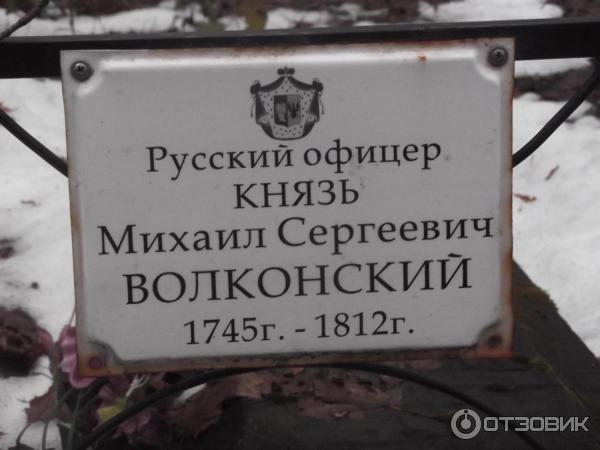 Русский офицер
КНЯЗЬ
Михаил Сергеевич
ВОЛКОНСКИЙ
1745г. - 1812г.
ОТЗОВИК